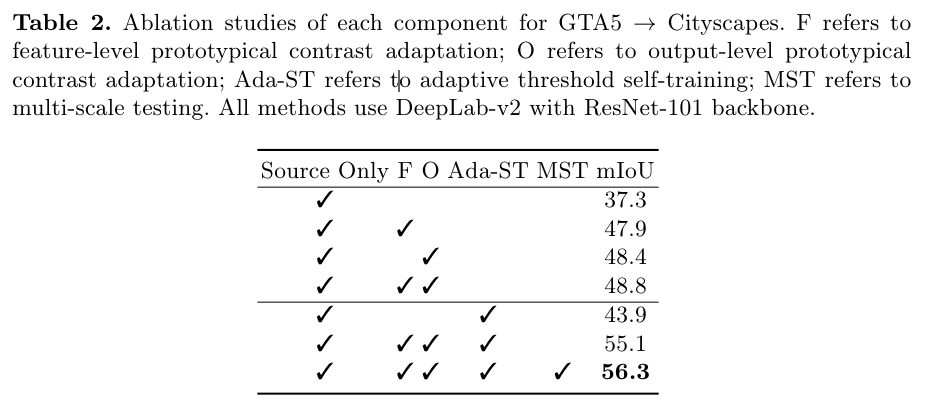 Table 2. Ablation studies of each component for GTA5 → Cityscapes. F refers to
feature-level prototypical contrast adaptation; O refers to output-level prototypical
contrast adaptation; Ada-ST refers to adaptive threshold self-training; MST refers to
multi-scale testing. All methods use DeepLab-v2 with ResNet-101 backbone.
Source Only F O Ada-ST MST mIoU
✓ 37.3
✓ ✓ 47.9
✓ ✓ 48.4
✓ ✓ ✓ 48.8
✓ ✓ 43.9
✓ ✓ ✓ ✓ 55.1
✓ ✓ ✓ ✓ ✓ 56.3